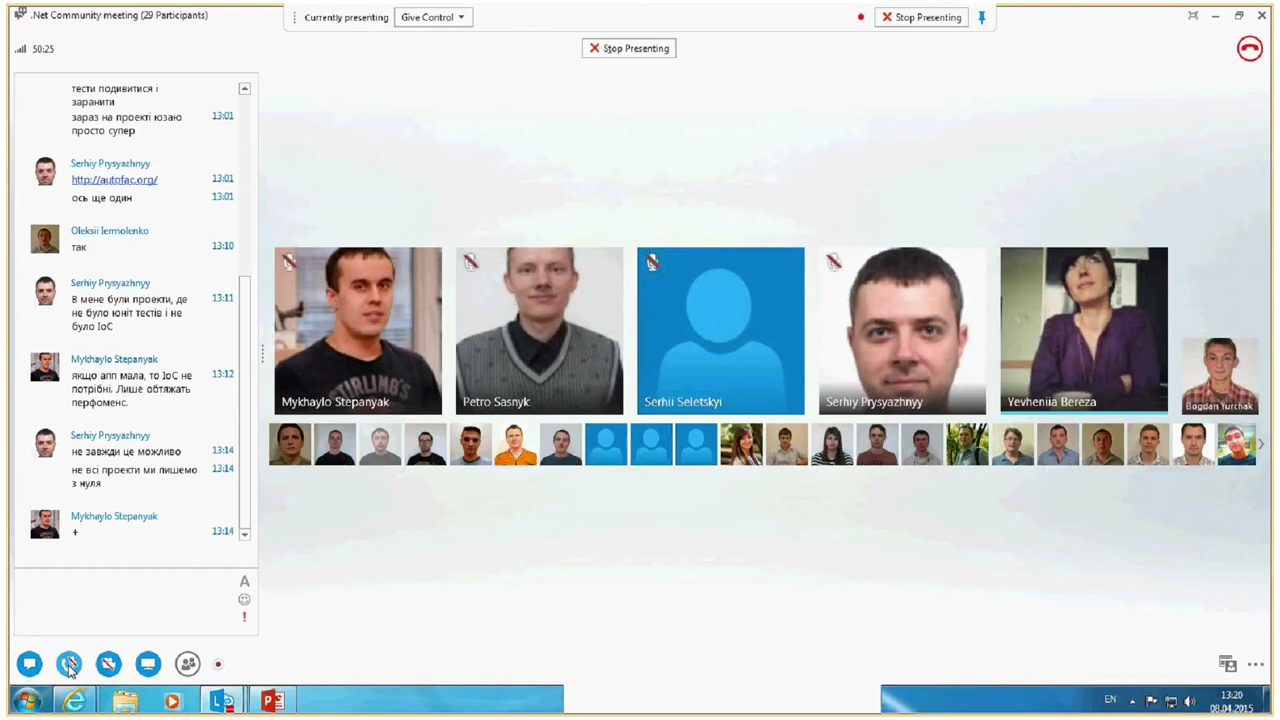 .Net Community meeting (29 Participants)
Currently presenting
Give Control
Stop Presenting
50:25
Stop Presenting
тести подивитися і
заранити
зараз на проекті юзаю 13:01
просто супер
Serhiy Prysyazhnyy
http://autofac.org/ 13:01
ось ще один 13:01
Oleksii Iermolenko
так 13:10
Serhiy Prysyazhnyy
В мене були проекти, де 13:11
не було юніт тестів і не
було IoC
Mykhaylo Stepanyak
якщо апп мала, то IoC не 13:12
потрібні. Лише обтяжать
перфоменс.
Serhiy Prysyazhnyy
не завжди це можливо 13:14
не всі проекти ми пишемо 13:14
з нуля
Mykhaylo Stepanyak
+ 13:14
A
!
STIRLING'S
Mykhaylo Stepanyak
Petro Sasnyk
Serhii Seletskyi
Serhiy Prysyazhnyy
Yevheniia Bereza
Bogdan Yurchak
EN
13:20
08.04.2015